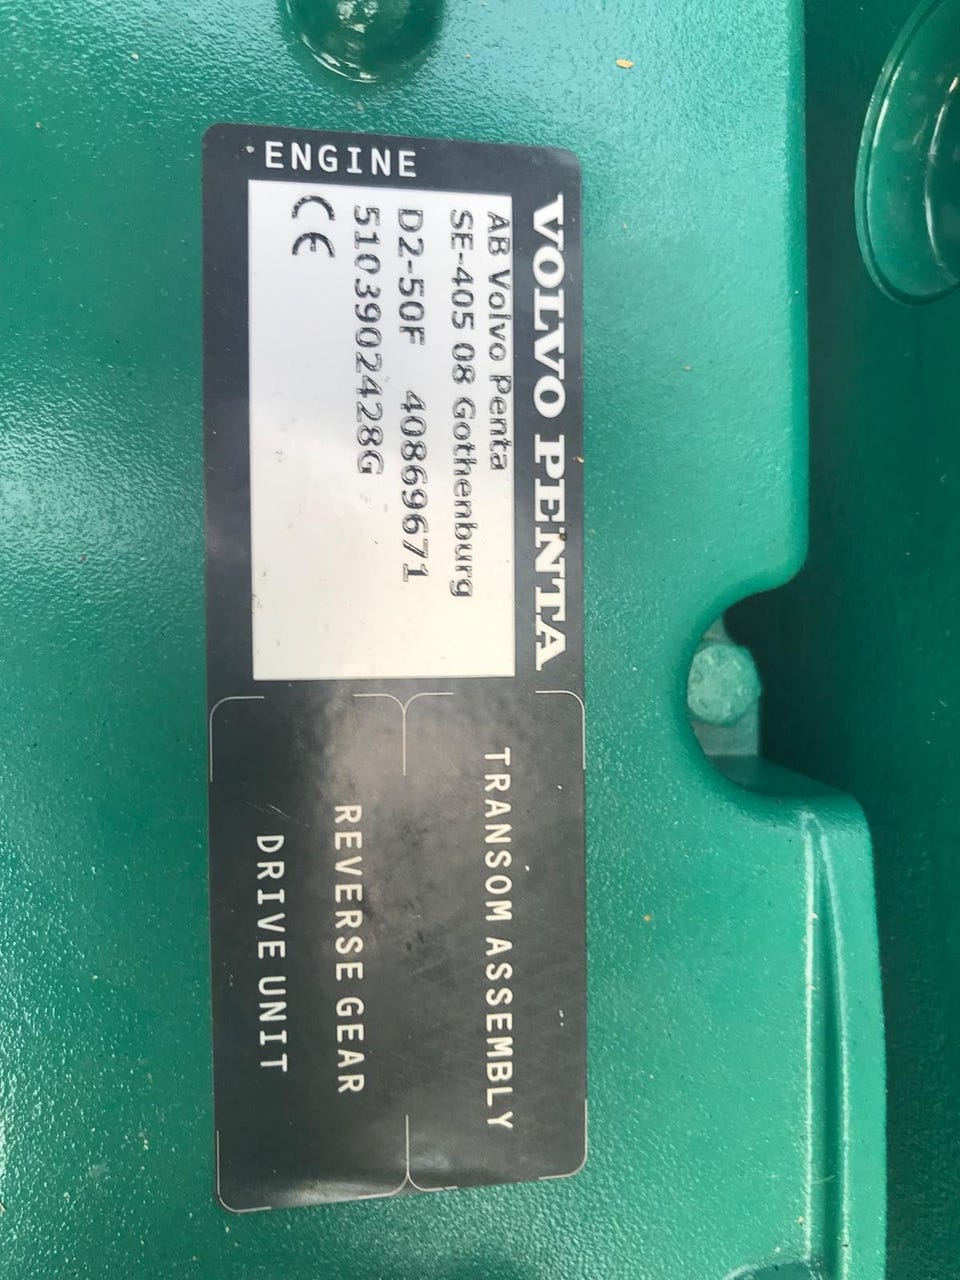 VOLVO PENTA
ENGINE
AB Volvo Penta
SE-405 08 Gothenburg
D2-50F 40869671
5103902428G
CE
TRANSOM ASSEMBLY
REVERSE GEAR
DRIVE UNIT